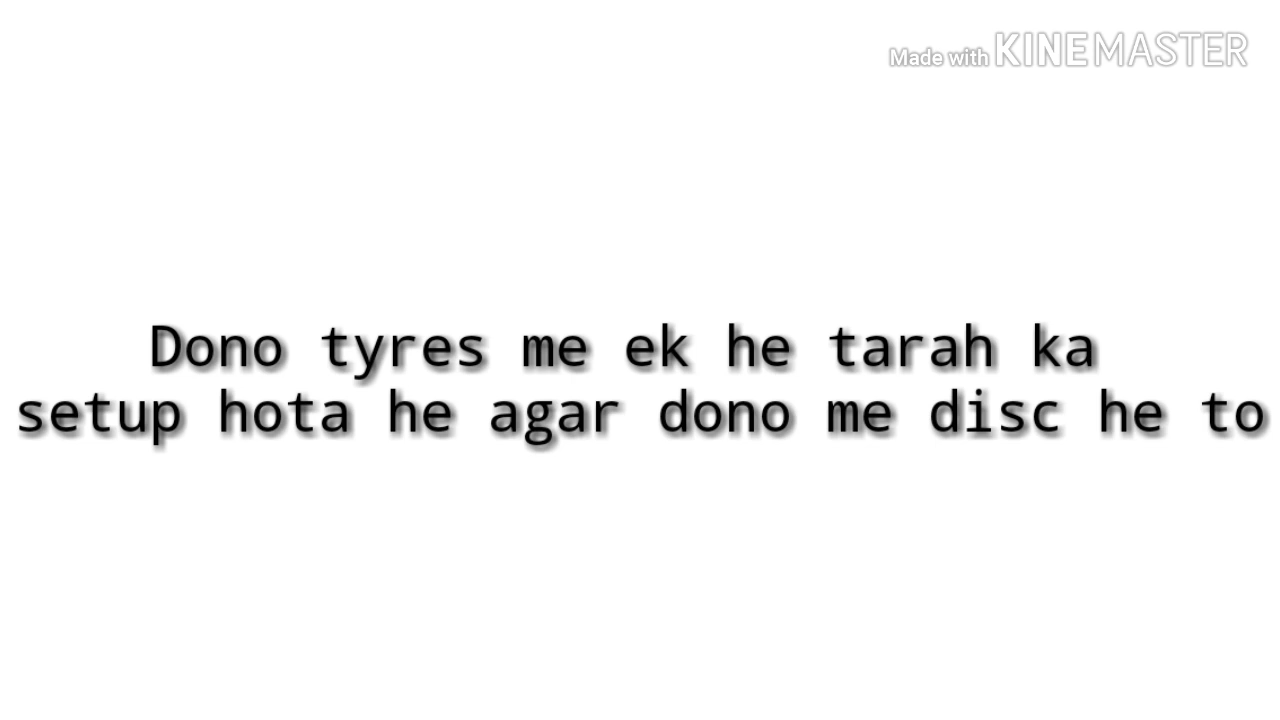 Made with KINEMASTER
Dono tyres me ek he tarah ka
setup hota he agar dono me disc he to